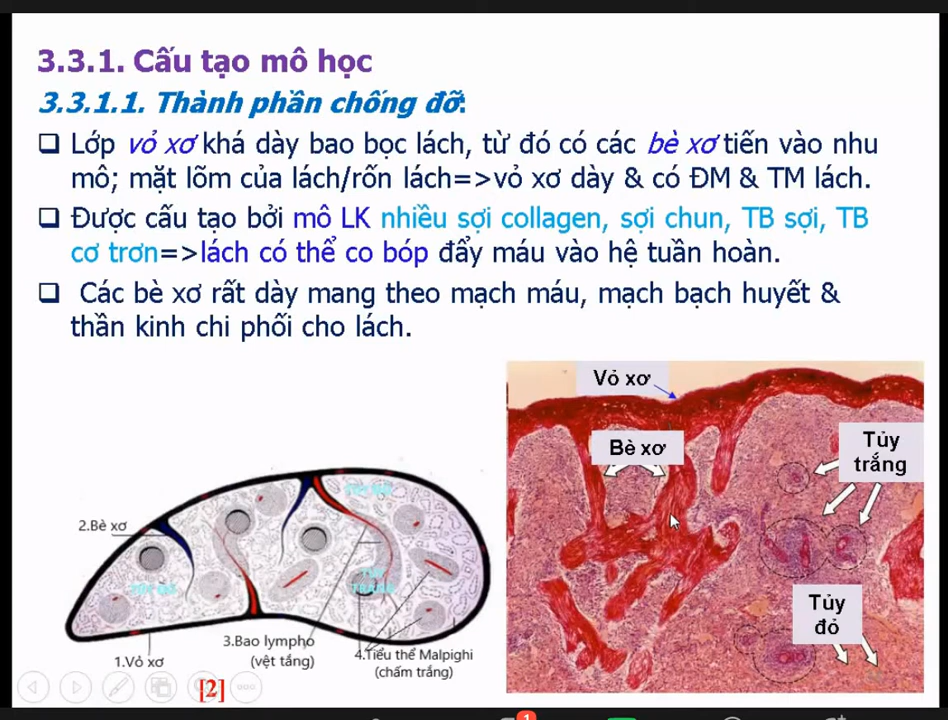 3.3.1. Cấu tạo mô học
3.3.1.1. Thành phần chống đỡ:
❑ Lớp vỏ xơ khá dày bao bọc lách, từ đó có các bè xơ tiến vào nhu
mô; mặt lõm của lách/rốn lách=>vỏ xơ dày & có ĐM & TM lách.
❑ Được cấu tạo bởi mô LK nhiều sợi collagen, sợi chun, TB sợi, TB
cơ trơn=>lách có thể co bóp đẩy máu vào hệ tuần hoàn.
❑ Các bè xơ rất dày mang theo mạch máu, mạch bạch huyết &
thần kinh chi phối cho lách.
Vỏ xơ
Bè xơ
Tủy
trắng
Tủy
đỏ
2.Bè xơ
3.Bao lympho
(vệt tắng)
4.Tiểu thể Malpighi
(chấm trắng)
1.Vỏ xơ
[2]
1